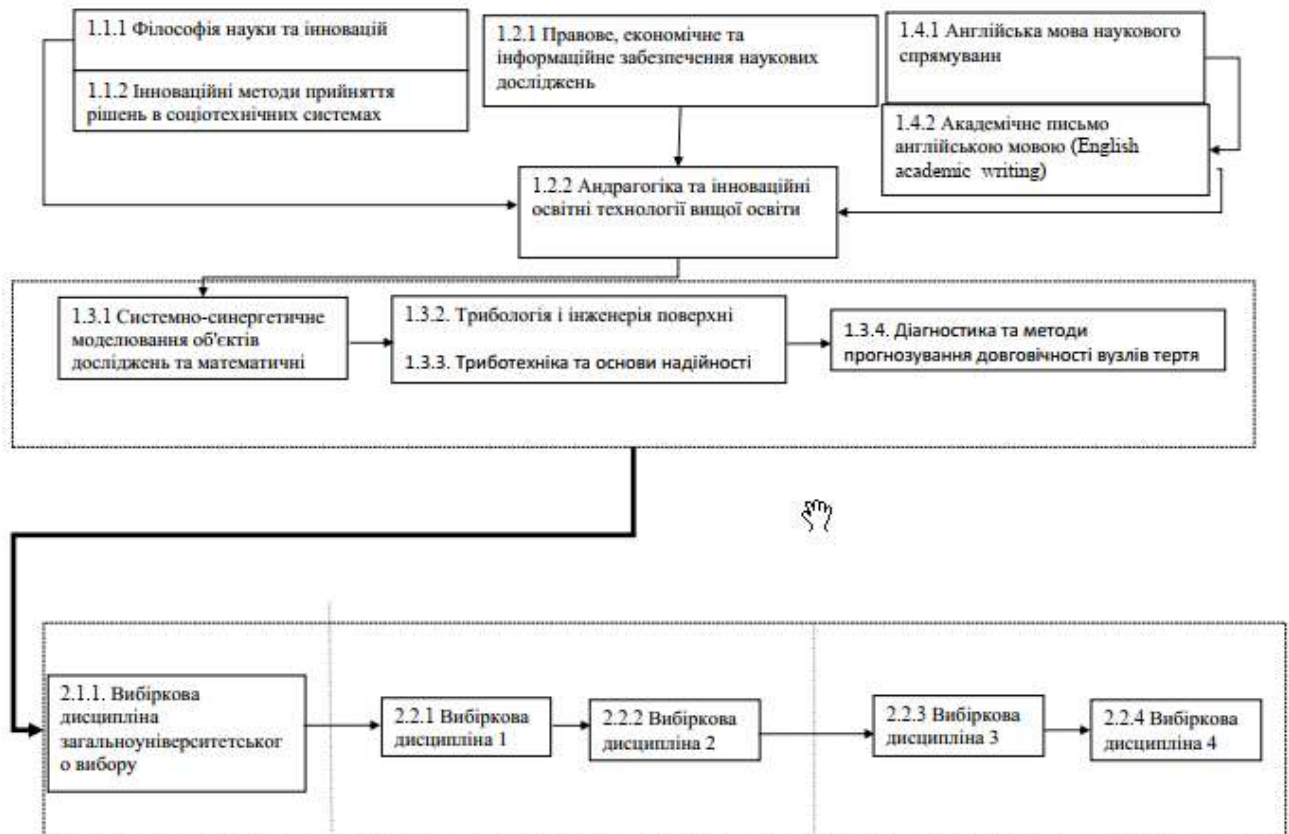 1.1.1 Філософія науки та інновацій
1.1.2 Інноваційні методи прийняття
рішень в соціотехнічних системах
1.2.1 Правове, економічне та
інформаційне забезпечення наукових
досліджень
1.4.1 Англійська мова наукового
спрямуванн
1.4.2 Академічне письмо
англійською мовою (English
academic writing)
1.2.2 Андрагогіка та інноваційні
освітні технології вищої освіти
1.3.1 Системно-синергетичне
моделювання об'єктів
досліджень та математичні
1.3.2. Трибологія і інженерія поверхні
1.3.3. Триботехніка та основи надійності
1.3.4. Діагностика та методи
прогнозування довговічності вузлів тертя
2.1.1. Вибіркова
дисципліна
загальноуніверситетськог
о вибору
2.2.1 Вибіркова
дисципліна 1
2.2.2 Вибіркова
дисципліна 2
2.2.3 Вибіркова
дисципліна 3
2.2.4 Вибіркова
дисципліна 4